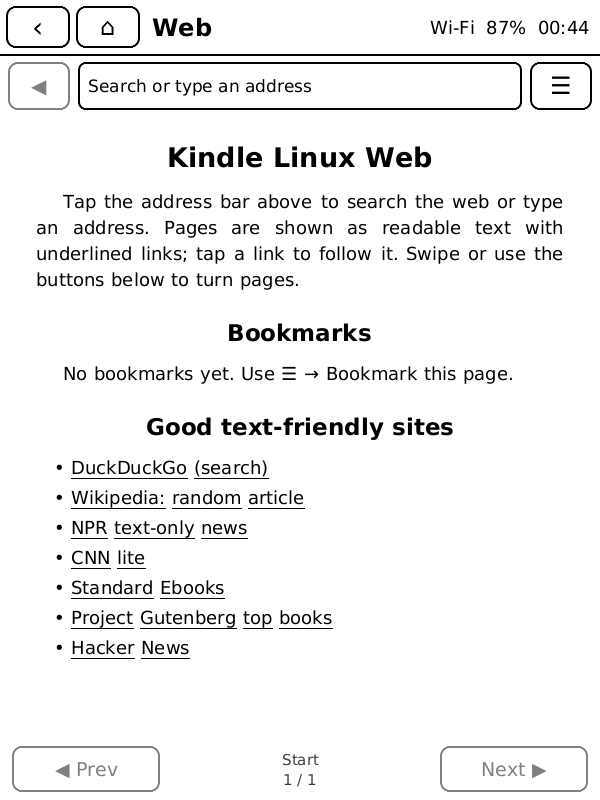 ‹ ⌂ Web Wi-Fi 87% 00:44
◀ Search or type an address ☰
Kindle Linux Web
Tap the address bar above to search the web or type
an address. Pages are shown as readable text with
underlined links; tap a link to follow it. Swipe or use the
buttons below to turn pages.
Bookmarks
No bookmarks yet. Use ☰ → Bookmark this page.
Good text-friendly sites
• DuckDuckGo (search)
• Wikipedia: random article
• NPR text-only news
• CNN lite
• Standard Ebooks
• Project Gutenberg top books
• Hacker News
◀ Prev
Start
1 / 1
Next ▶